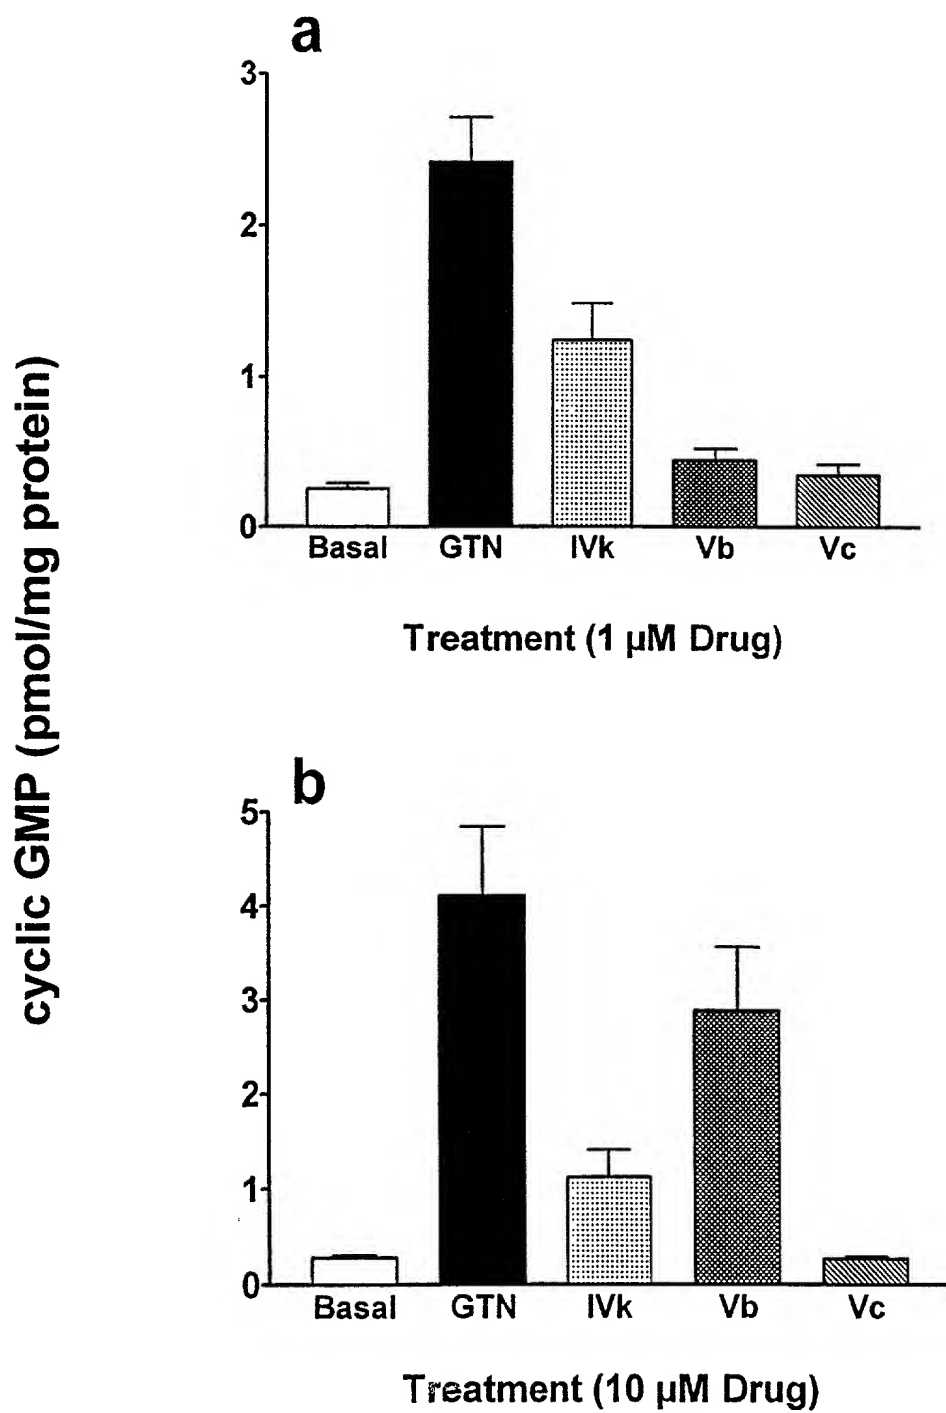 a
3
2
1
0
Basal GTN IVk Vb Vc
Treatment (1 µM Drug)
cyclic GMP (pmol/mg protein)
b
5
4
3
2
1
0
Basal GTN IVk Vb Vc
Treatment (10 µM Drug)